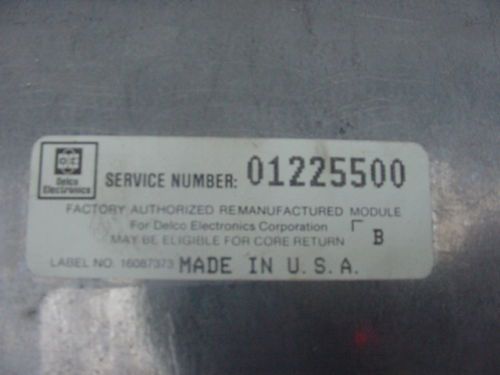 Delco
Electronics
SERVICE NUMBER: 01225500
FACTORY AUTHORIZED REMANUFACTURED MODULE
For Delco Electronics Corporation
MAY BE ELIGIBLE FOR CORE RETURN
B
LABEL NO. 16087373 MADE IN U.S.A.